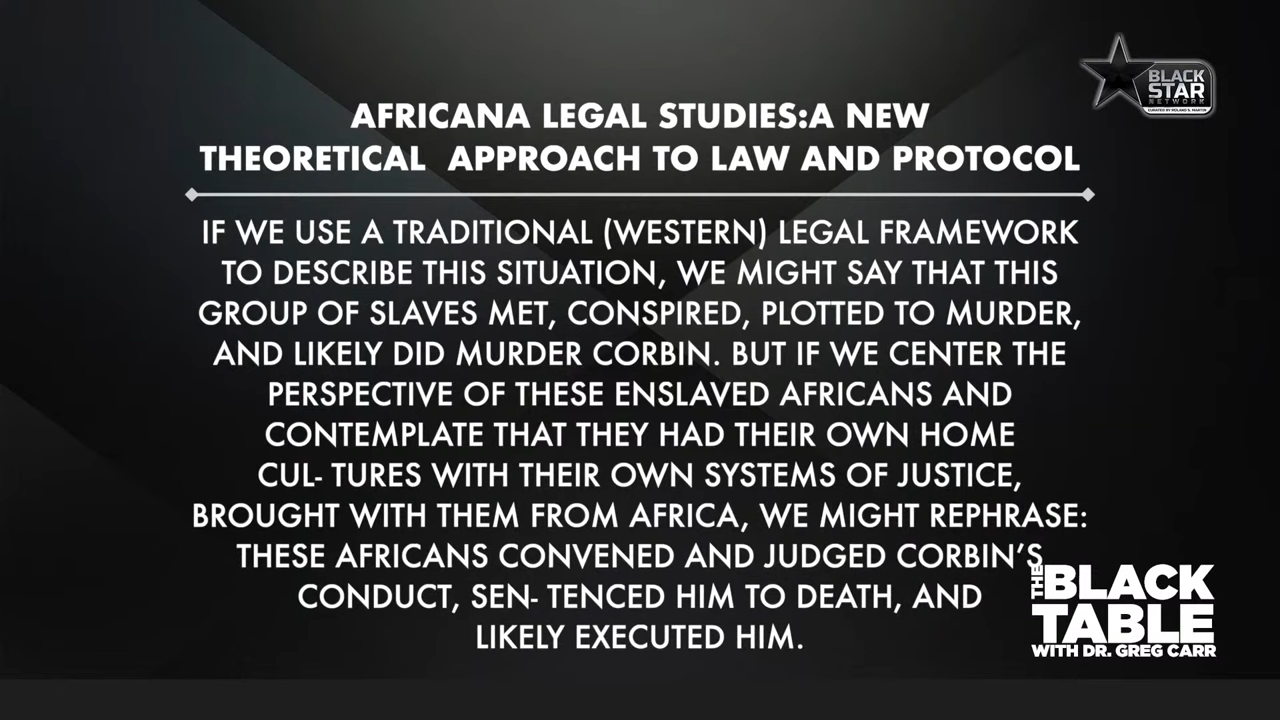 BLACK
STAR
NETWORK
CURATED BY ROLAND S. MARTIN
AFRICANA LEGAL STUDIES:A NEW
THEORETICAL APPROACH TO LAW AND PROTOCOL
IF WE USE A TRADITIONAL (WESTERN) LEGAL FRAMEWORK
TO DESCRIBE THIS SITUATION, WE MIGHT SAY THAT THIS
GROUP OF SLAVES MET, CONSPIRED, PLOTTED TO MURDER,
AND LIKELY DID MURDER CORBIN. BUT IF WE CENTER THE
PERSPECTIVE OF THESE ENSLAVED AFRICANS AND
CONTEMPLATE THAT THEY HAD THEIR OWN HOME
CUL- TURES WITH THEIR OWN SYSTEMS OF JUSTICE,
BROUGHT WITH THEM FROM AFRICA, WE MIGHT REPHRASE:
THESE AFRICANS CONVENED AND JUDGED CORBIN’S
CONDUCT, SEN- TENCED HIM TO DEATH, AND
LIKELY EXECUTED HIM.
THE BLACK
TABLE
WITH DR. GREG CARR